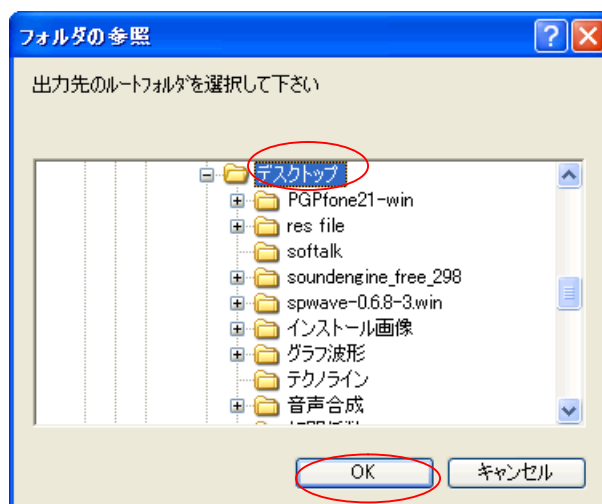 フォルダの参照
出力先のルートフォルダを選択して下さい
デスクトップ
PGPfone21-win
res file
softalk
soundengine_free_298
spwave-0.6.8-3.win
インストール画像
グラフ波形
テクノライン
音声合成
OK
キャンセル